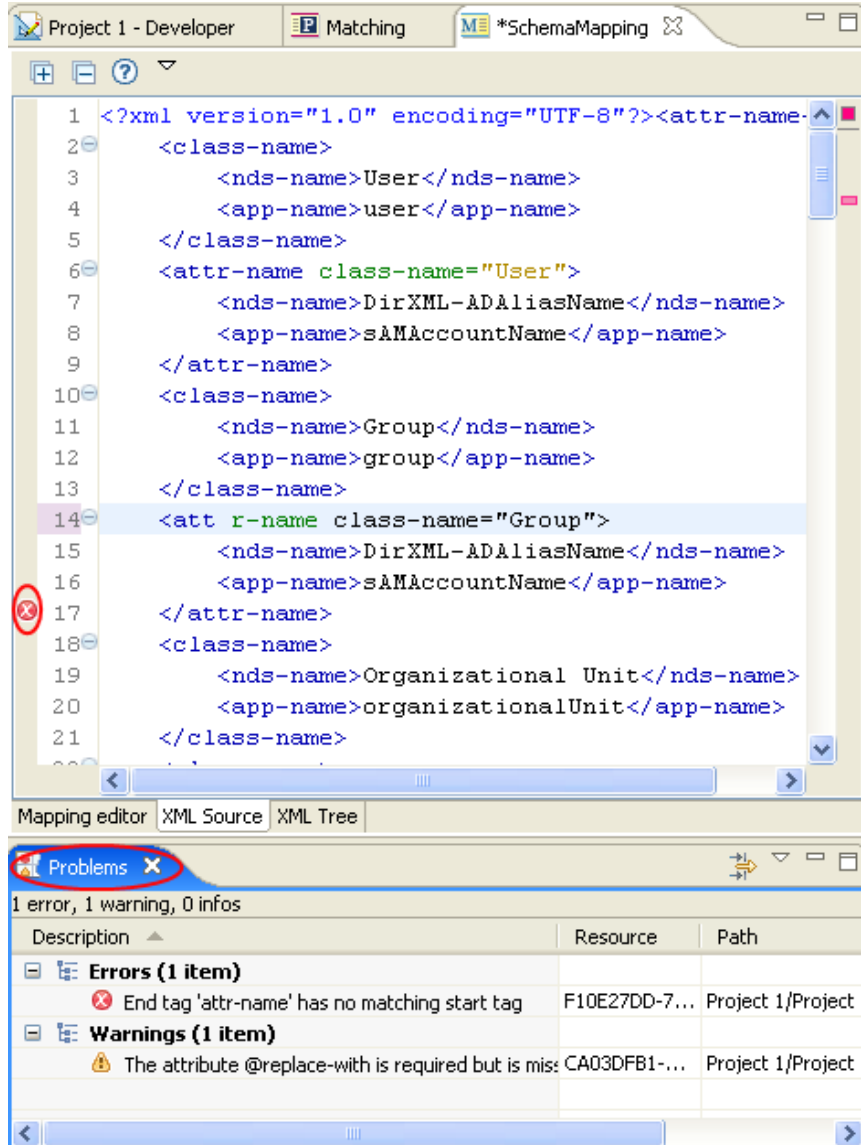 Project 1 - Developer Matching *SchemaMapping
1 <?xml version="1.0" encoding="UTF-8"?><attr-name-
2 <class-name>
3 <nds-name>User</nds-name>
4 <app-name>user</app-name>
5 </class-name>
6 <attr-name class-name="User">
7 <nds-name>DirXML-ADAliasName</nds-name>
8 <app-name>sAMAccountName</app-name>
9 </attr-name>
10 <class-name>
11 <nds-name>Group</nds-name>
12 <app-name>group</app-name>
13 </class-name>
14 <att r-name class-name="Group">
15 <nds-name>DirXML-ADAliasName</nds-name>
16 <app-name>sAMAccountName</app-name>
17 </attr-name>
18 <class-name>
19 <nds-name>Organizational Unit</nds-name>
20 <app-name>organizationalUnit</app-name>
21 </class-name>
Mapping editor XML Source XML Tree
Problems
1 error, 1 warning, 0 infos
Description Resource Path
Errors (1 item)
End tag 'attr-name' has no matching start tag F10E27DD-7... Project 1/Project
Warnings (1 item)
The attribute @replace-with is required but is mis CA03DFB1-... Project 1/Project